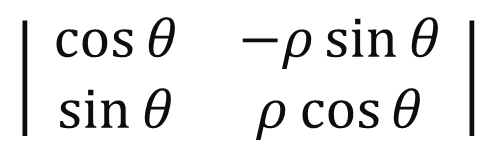 | cos θ −ρ sin θ |
| sin θ ρ cos θ |